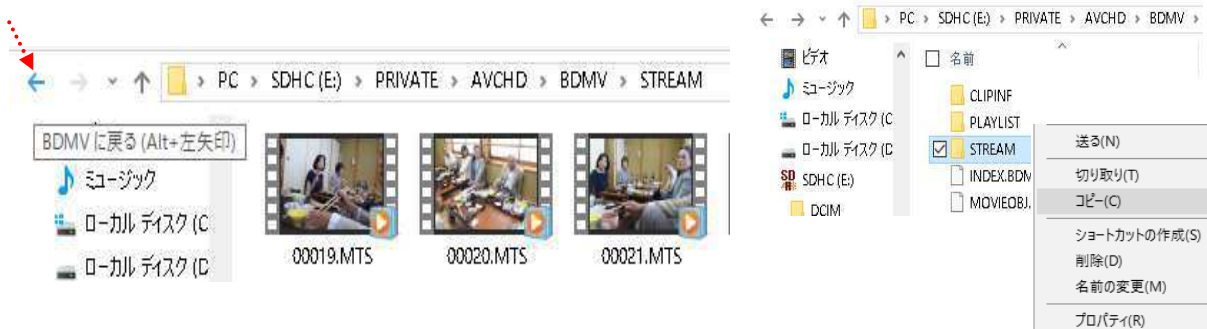 PC › SDHC (E:) › PRIVATE › AVCHD › BDMV › STREAM
BDMV に戻る (Alt+左矢印)
ミュージック
ローカル ディスク (C
ローカル ディスク (D
00019.MTS
00020.MTS
00021.MTS
PC › SDHC (E:) › PRIVATE › AVCHD › BDMV ›
ビデオ
ミュージック
ローカル ディスク (C
ローカル ディスク (D
SD SDHC (E:)
DCIM
名前
CLIPINF
PLAYLIST
STREAM
INDEX.BDM
MOVIEOBJ.
送る(N)
切り取り(T)
コピー(C)
ショートカットの作成(S)
削除(D)
名前の変更(M)
プロパティ(R)